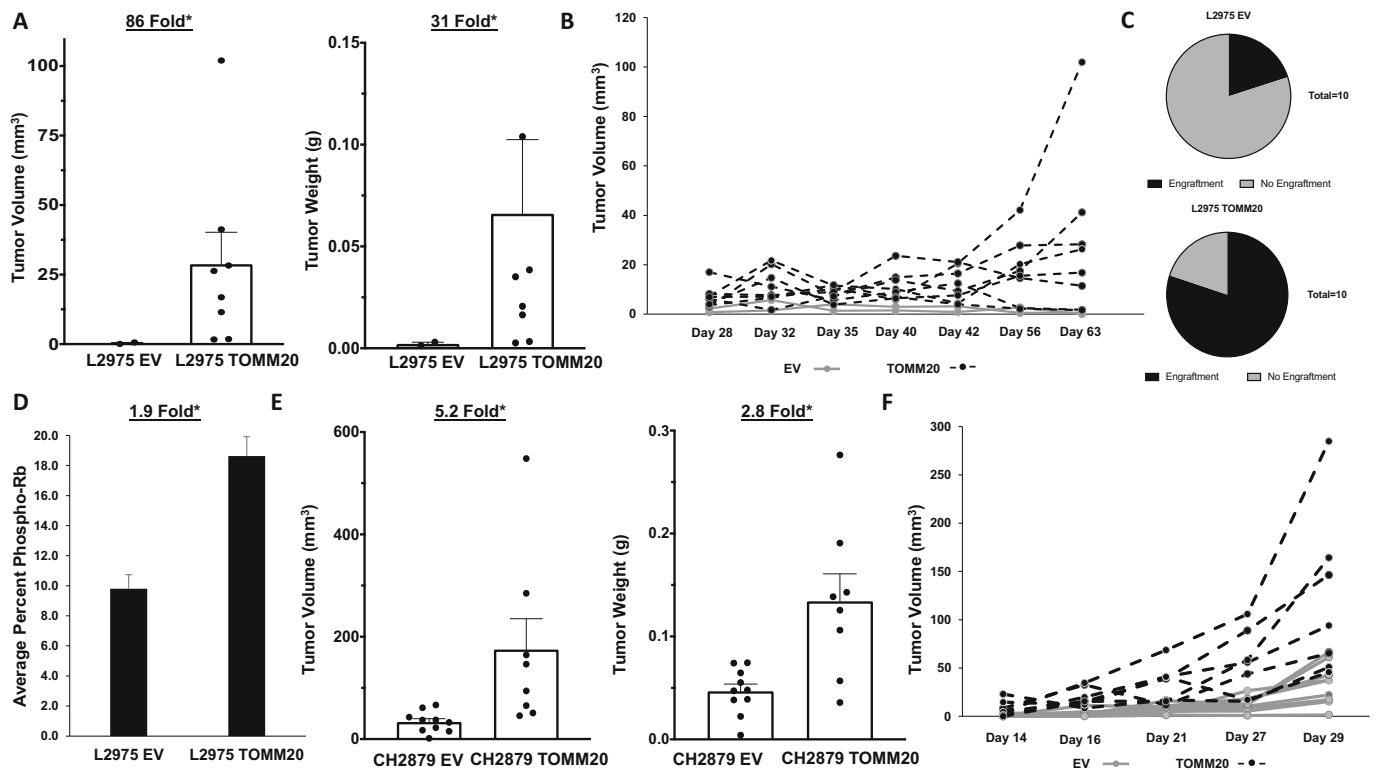 A
86 Fold*
Tumor Volume (mm³)
100
75
50
25
0
L2975 EV
L2975 TOMM20
31 Fold*
Tumor Weight (g)
0.15
0.10
0.05
0.00
L2975 EV
L2975 TOMM20
B
Tumor Volume (mm³)
120
100
80
60
40
20
0
Day 28
Day 32
Day 35
Day 40
Day 42
Day 56
Day 63
EV
TOMM20
C
L2975 EV
Total=10
Engraftment
No Engraftment
L2975 TOMM20
Total=10
Engraftment
No Engraftment
D
1.9 Fold*
Average Percent Phospho-Rb
20.0
18.0
16.0
14.0
12.0
10.0
8.0
6.0
4.0
2.0
0.0
L2975 EV
L2975 TOMM20
E
5.2 Fold*
Tumor Volume (mm³)
600
400
200
0
CH2879 EV
CH2879 TOMM20
2.8 Fold*
Tumor Weight (g)
0.3
0.2
0.1
0.0
CH2879 EV
CH2879 TOMM20
F
Tumor Volume (mm³)
300
250
200
150
100
50
0
Day 14
Day 16
Day 21
Day 27
Day 29
EV
TOMM20